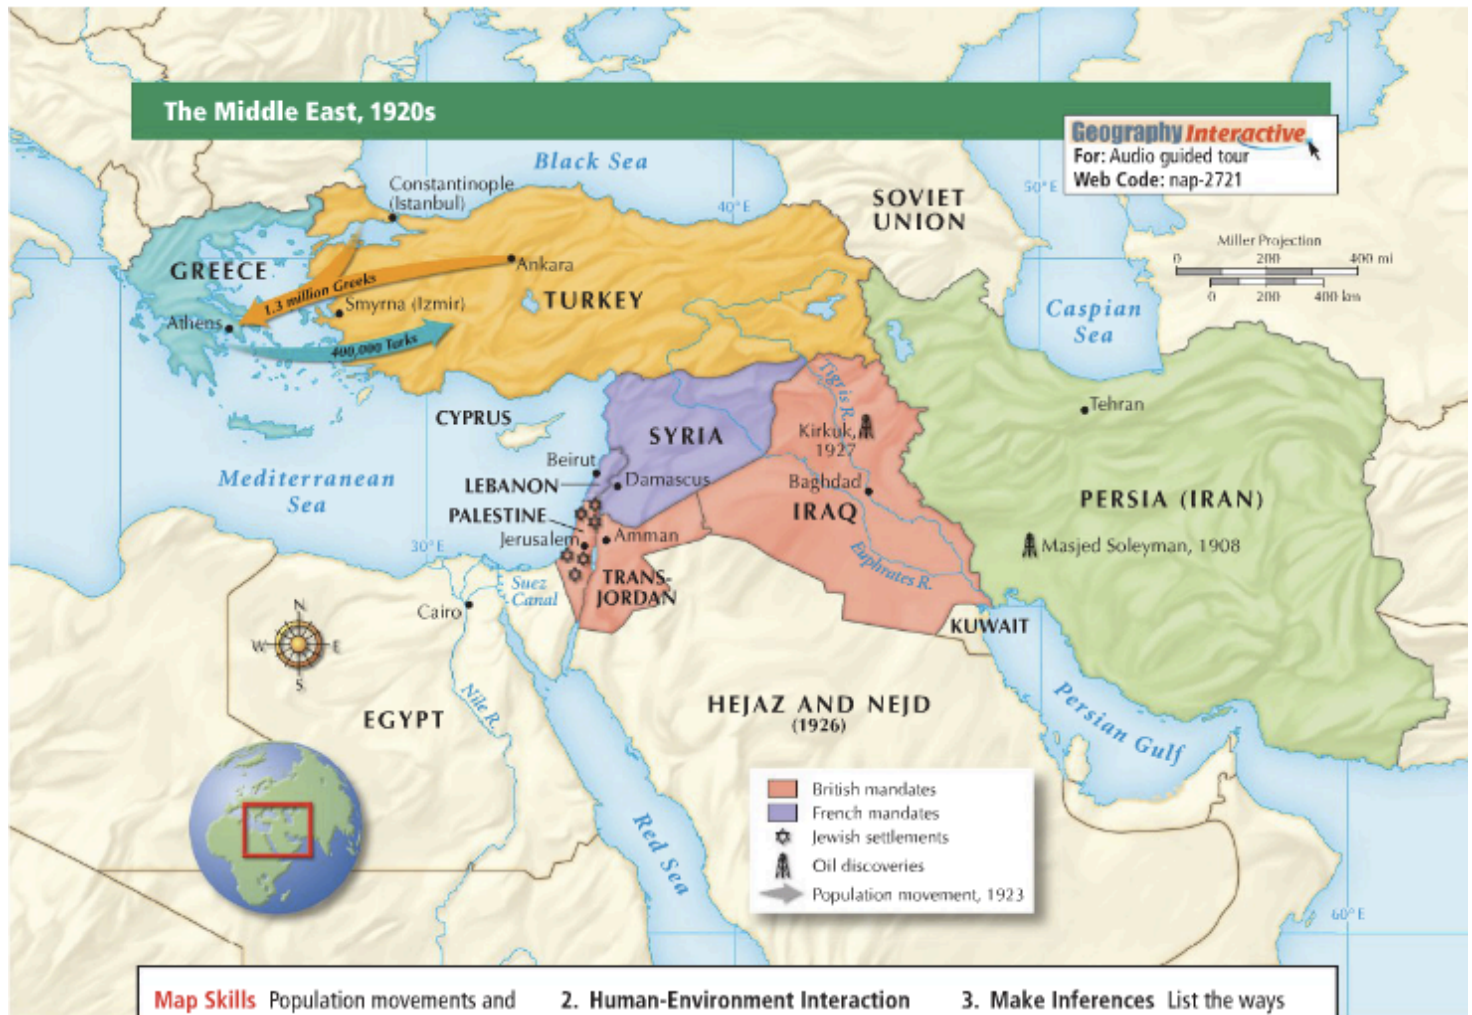 The Middle East, 1920s
Geography Interactive
For: Audio guided tour
Web Code: nap-2721
Black Sea
Constantinople
(Istanbul)
40°E
50°E
SOVIET
UNION
Miller Projection
0 200 400 mi
0 200 400 km
GREECE
Ankara
1.3 million Greeks
TURKEY
Smyrna (Izmir)
Athens
400,000 Turks
Caspian
Sea
Tigris R.
Tehran
CYPRUS
SYRIA
Kirkuk,
1927
Beirut
Mediterranean
Sea
LEBANON
Damascus
Baghdad
PERSIA (IRAN)
PALESTINE
IRAQ
Jerusalem
Amman
30°E
Euphrates R.
Masjed Soleyman, 1908
Suez
Canal
TRANS-
JORDAN
Cairo
KUWAIT
N
W E
S
Nile R.
EGYPT
HEJAZ AND NEJD
(1926)
Persian Gulf
Red Sea
British mandates
French mandates
Jewish settlements
Oil discoveries
Population movement, 1923
60°E
Map Skills Population movements and
2. Human-Environment Interaction
3. Make Inferences List the ways